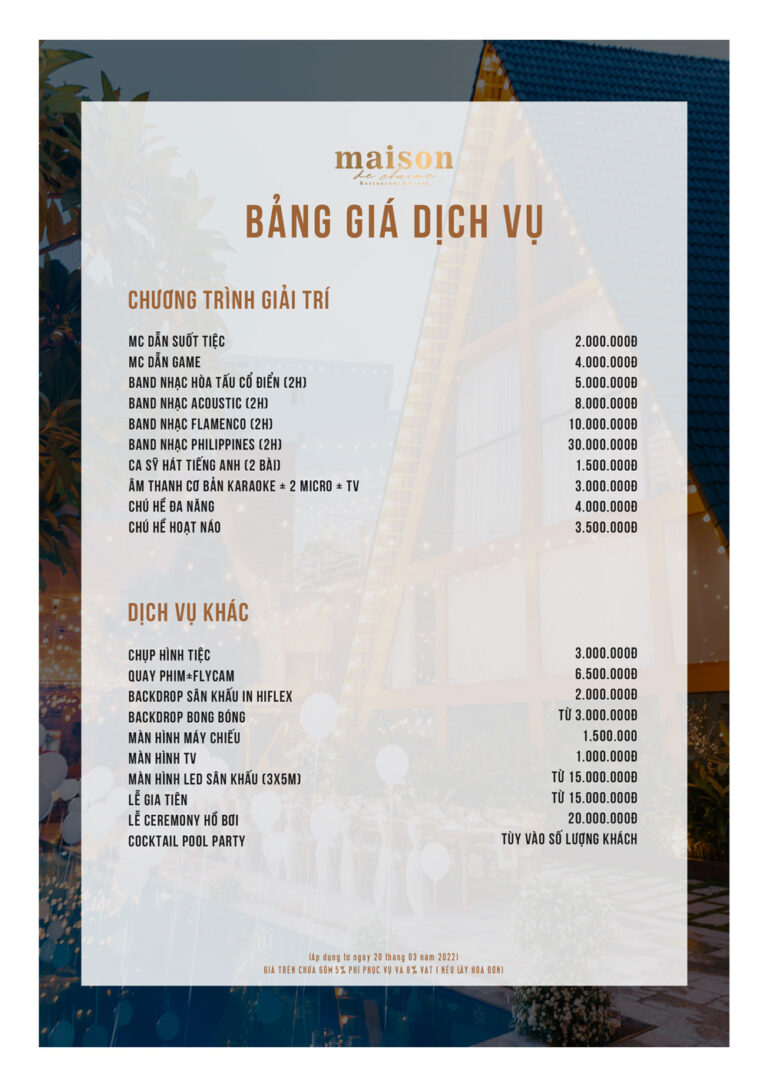 maison
de charme
Restaurant & Event
BẢNG GIÁ DỊCH VỤ
CHƯƠNG TRÌNH GIẢI TRÍ
MC DẪN SUỐT TIỆC 2.000.000Đ
MC DẪN GAME 4.000.000Đ
BAND NHẠC HÒA TẤU CỔ ĐIỂN (2H) 5.000.000Đ
BAND NHẠC ACOUSTIC (2H) 8.000.000Đ
BAND NHẠC FLAMENCO (2H) 10.000.000Đ
BAND NHẠC PHILIPPINES (2H) 30.000.000Đ
CA SỸ HÁT TIẾNG ANH (2 BÀI) 1.500.000Đ
ÂM THANH CƠ BẢN KARAOKE + 2 MICRO + TV 3.000.000Đ
CHÚ HỀ ĐA NĂNG 4.000.000Đ
CHÚ HỀ HOẠT NÁO 3.500.000Đ
DỊCH VỤ KHÁC
CHỤP HÌNH TIỆC 3.000.000Đ
QUAY PHIM+FLYCAM 6.500.000Đ
BACKDROP SÂN KHẤU IN HIFLEX 2.000.000Đ
BACKDROP BONG BÓNG TỪ 3.000.000Đ
MÀN HÌNH MÁY CHIẾU 1.500.000
MÀN HÌNH TV 1.000.000Đ
MÀN HÌNH LED SÂN KHẤU (3X5M) TỪ 15.000.000Đ
LỄ GIA TIÊN TỪ 15.000.000Đ
LỄ CEREMONY HỒ BƠI 20.000.000Đ
COCKTAIL POOL PARTY TÙY VÀO SỐ LƯỢNG KHÁCH
(Áp dụng từ ngày 20 tháng 03 năm 2022)
GIÁ TRÊN CHƯA GỒM 5% PHÍ PHỤC VỤ VÀ 8% VAT ( NẾU LẤY HÓA ĐƠN)